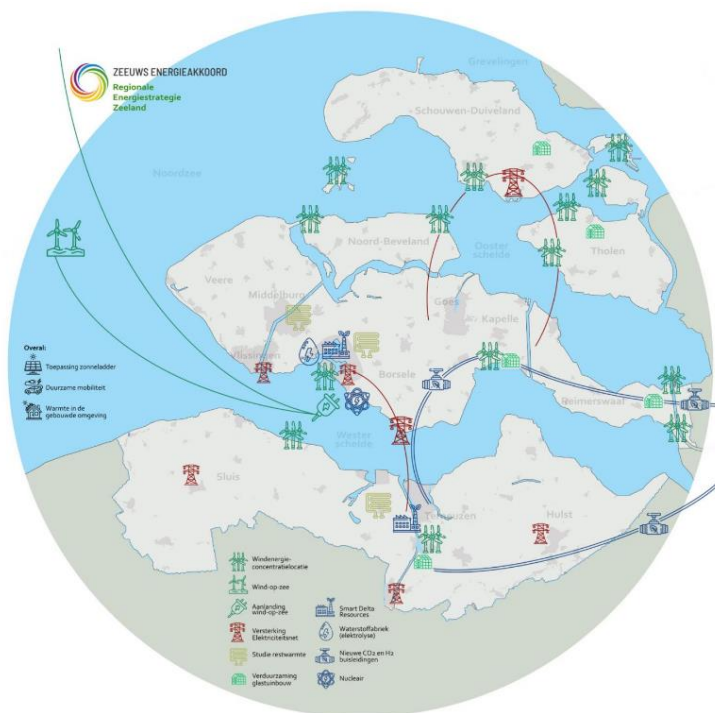 ZEEUWS ENERGIEAKKOORD
Regionale
Energiestrategie
Zeeland
Grevelingen
Schouwen-Duiveland
Noordzee
Noord-Beveland
Ooster
schelde
Tholen
Veere
Middelburg
Goes
Kapelle
Vlissingen
Borsele
Reimerswaal
Wester
schelde
Sluis
Terneuzen
Hulst
Overal:
Toepassing zonneladder
Duurzame mobiliteit
Warmte in de
gebouwde omgeving
Windenergie-
concentratielocatie
Wind-op-zee
Aanlanding
wind-op-zee
Versterking
Elektriciteitsnet
Studie restwarmte
Verduurzaming
glastuinbouw
Smart Delta
Resources
Waterstoffabriek
(elektrolyse)
Nieuwe CO2 en H2
buisleidingen
Nucleair